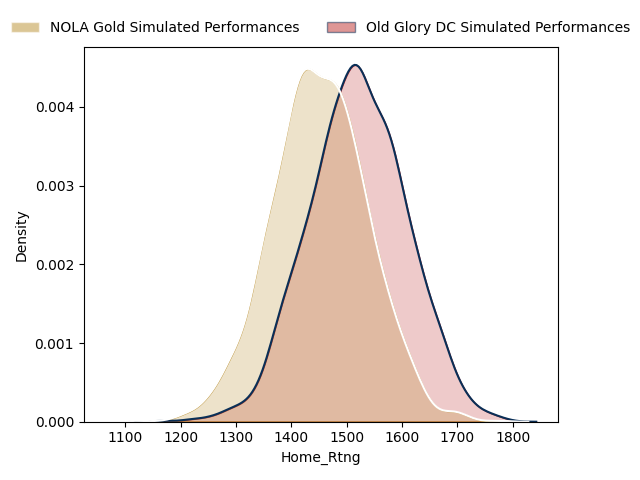 NOLA Gold Simulated Performances
Old Glory DC Simulated Performances
0.004
0.003
0.002
0.001
0.000
Density
1100 1200 1300 1400 1500 1600 1700 1800
Home_Rtng